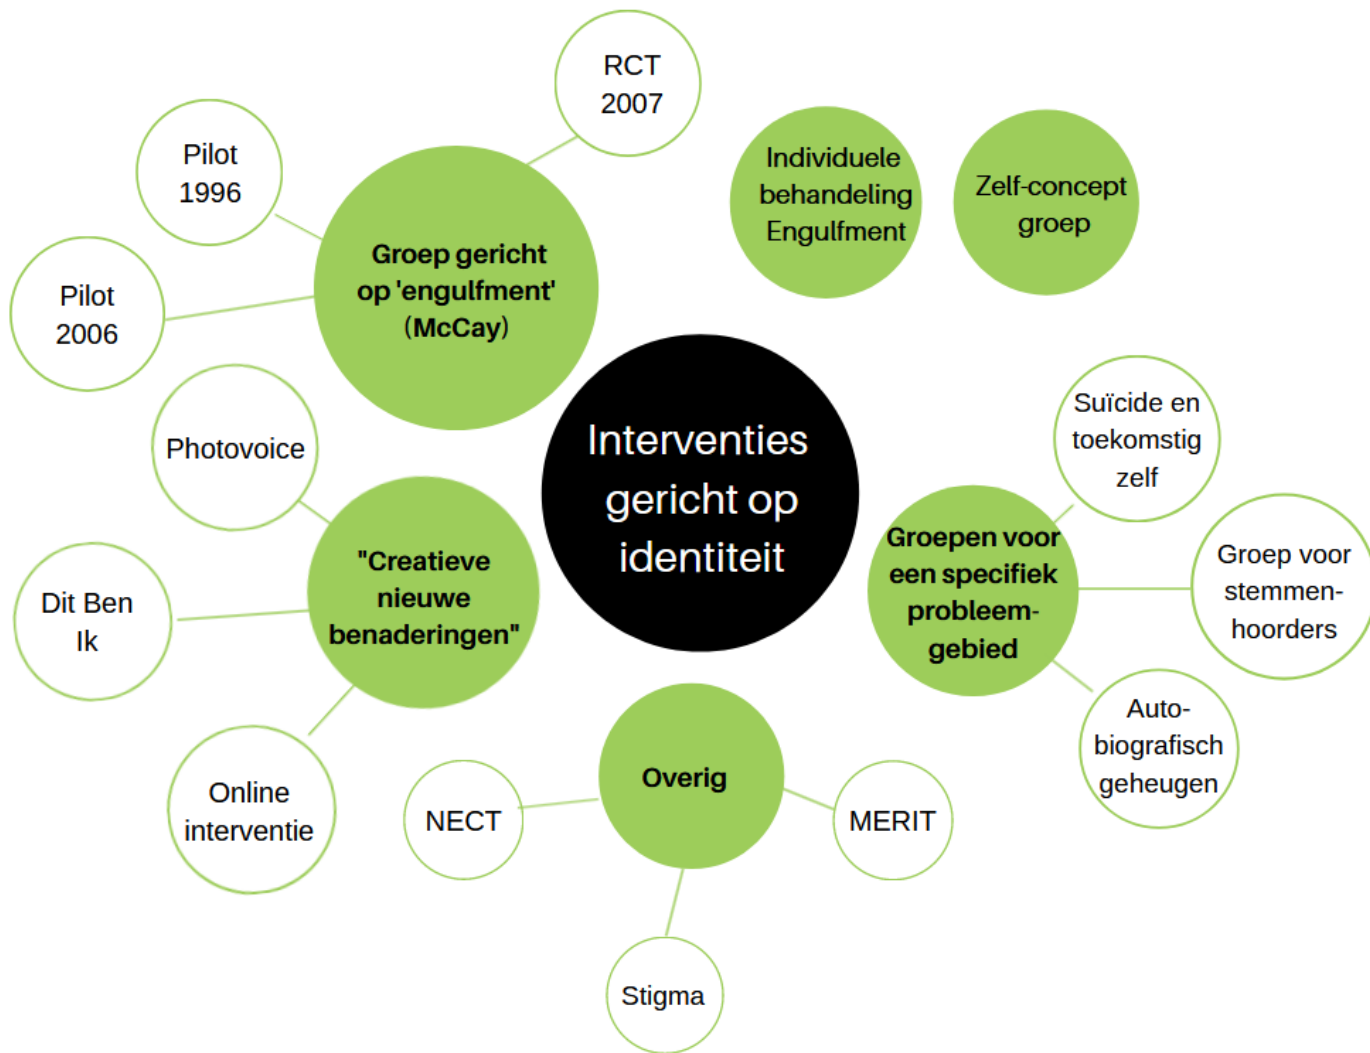 RCT
2007
Pilot
1996
Pilot
2006
Groep gericht
op 'engulfment'
(McCay)
Individuele
behandeling
Engulfment
Zelf-concept
groep
Interventies
gericht op
identiteit
Photovoice
Dit Ben
Ik
Online
interventie
"Creatieve
nieuwe
benaderingen"
Groepen voor
een specifiek
probleem-
gebied
Suïcide en
toekomstig
zelf
Groep voor
stemmen-
hoorders
Auto-
biografisch
geheugen
Overig
NECT
MERIT
Stigma